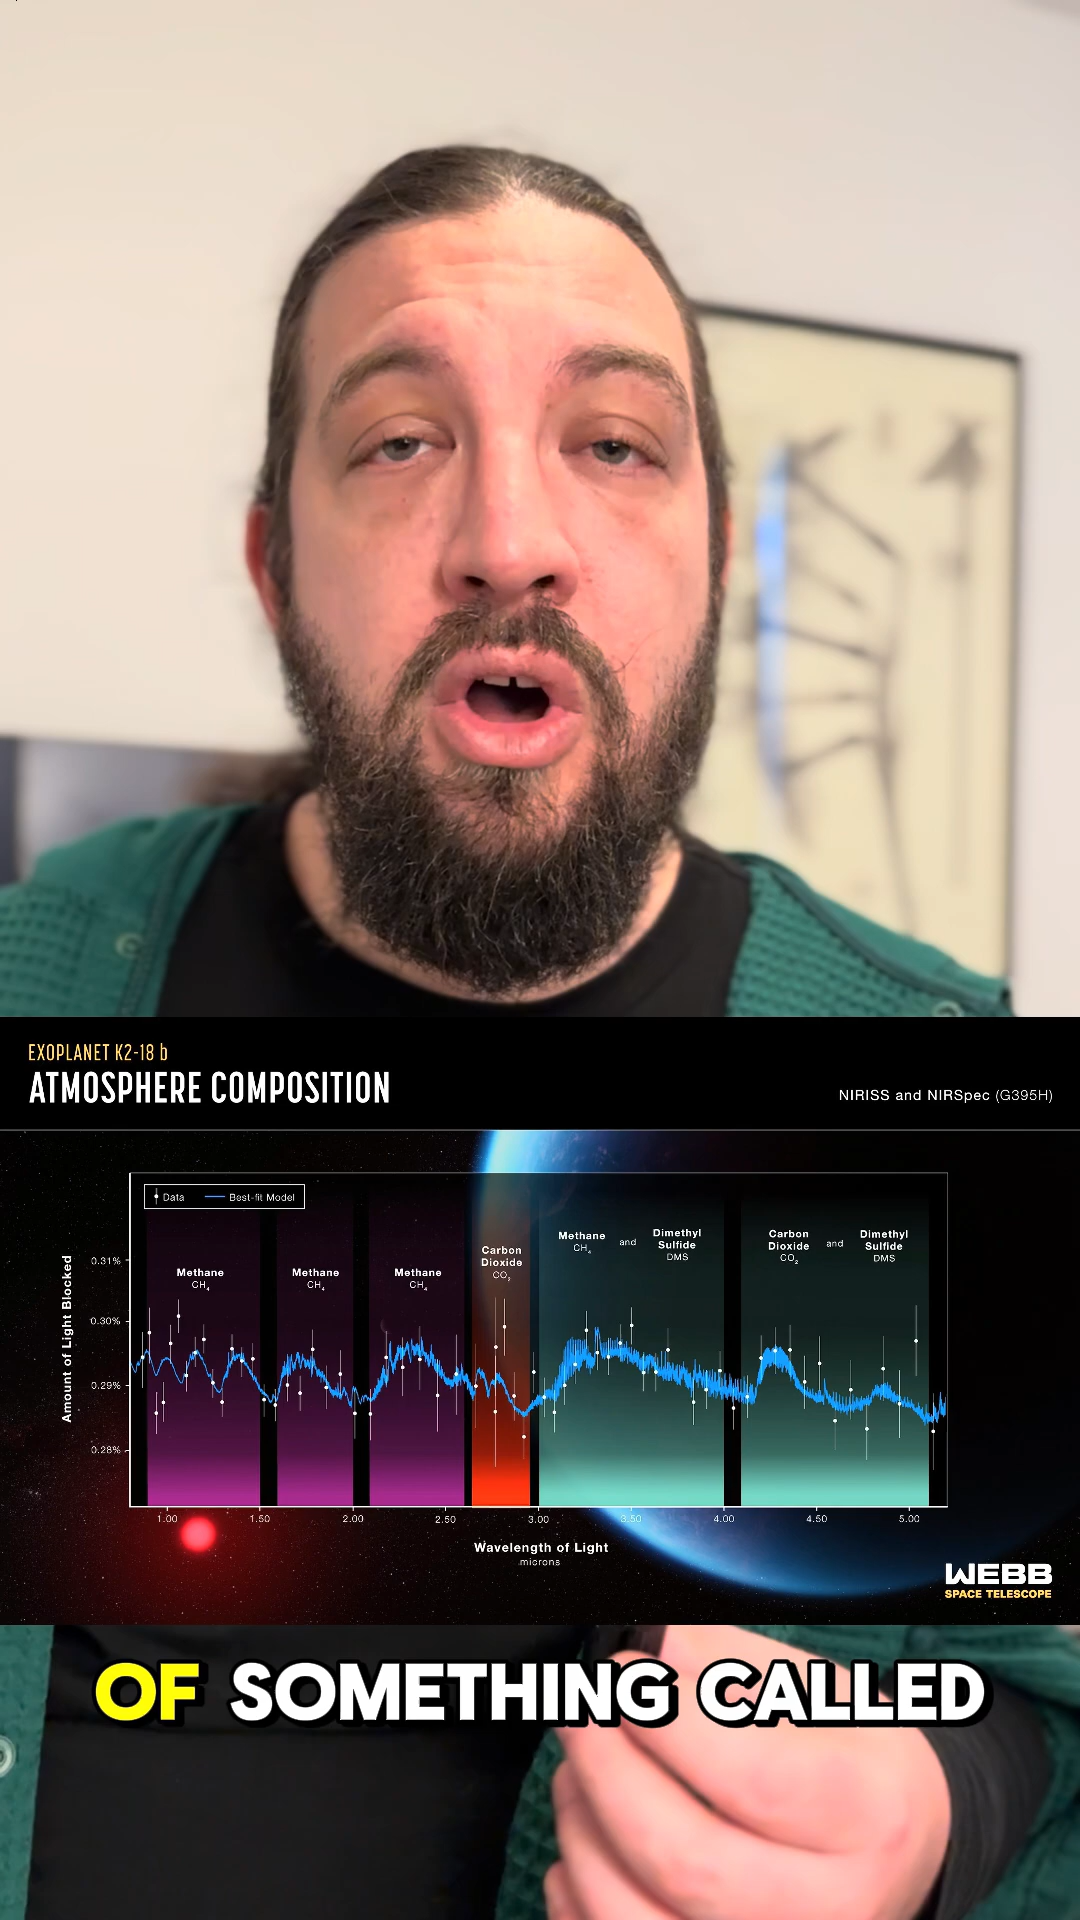 EXOPLANET K2-18 b
ATMOSPHERE COMPOSITION
NIRISS and NIRSpec (G395H)
Data
Best-fit Model
Amount of Light Blocked
0.31%
0.30%
0.29%
0.28%
Methane
CH₄
Methane
CH₄
Methane
CH₄
Carbon
Dioxide
CO₂
Methane
CH₄
and
Dimethyl
Sulfide
DMS
Carbon
Dioxide
CO₂
and
Dimethyl
Sulfide
DMS
1.00 1.50 2.00 2.50 3.00 3.50 4.00 4.50 5.00
Wavelength of Light
microns
WEBB
SPACE TELESCOPE
OF SOMETHING CALLED